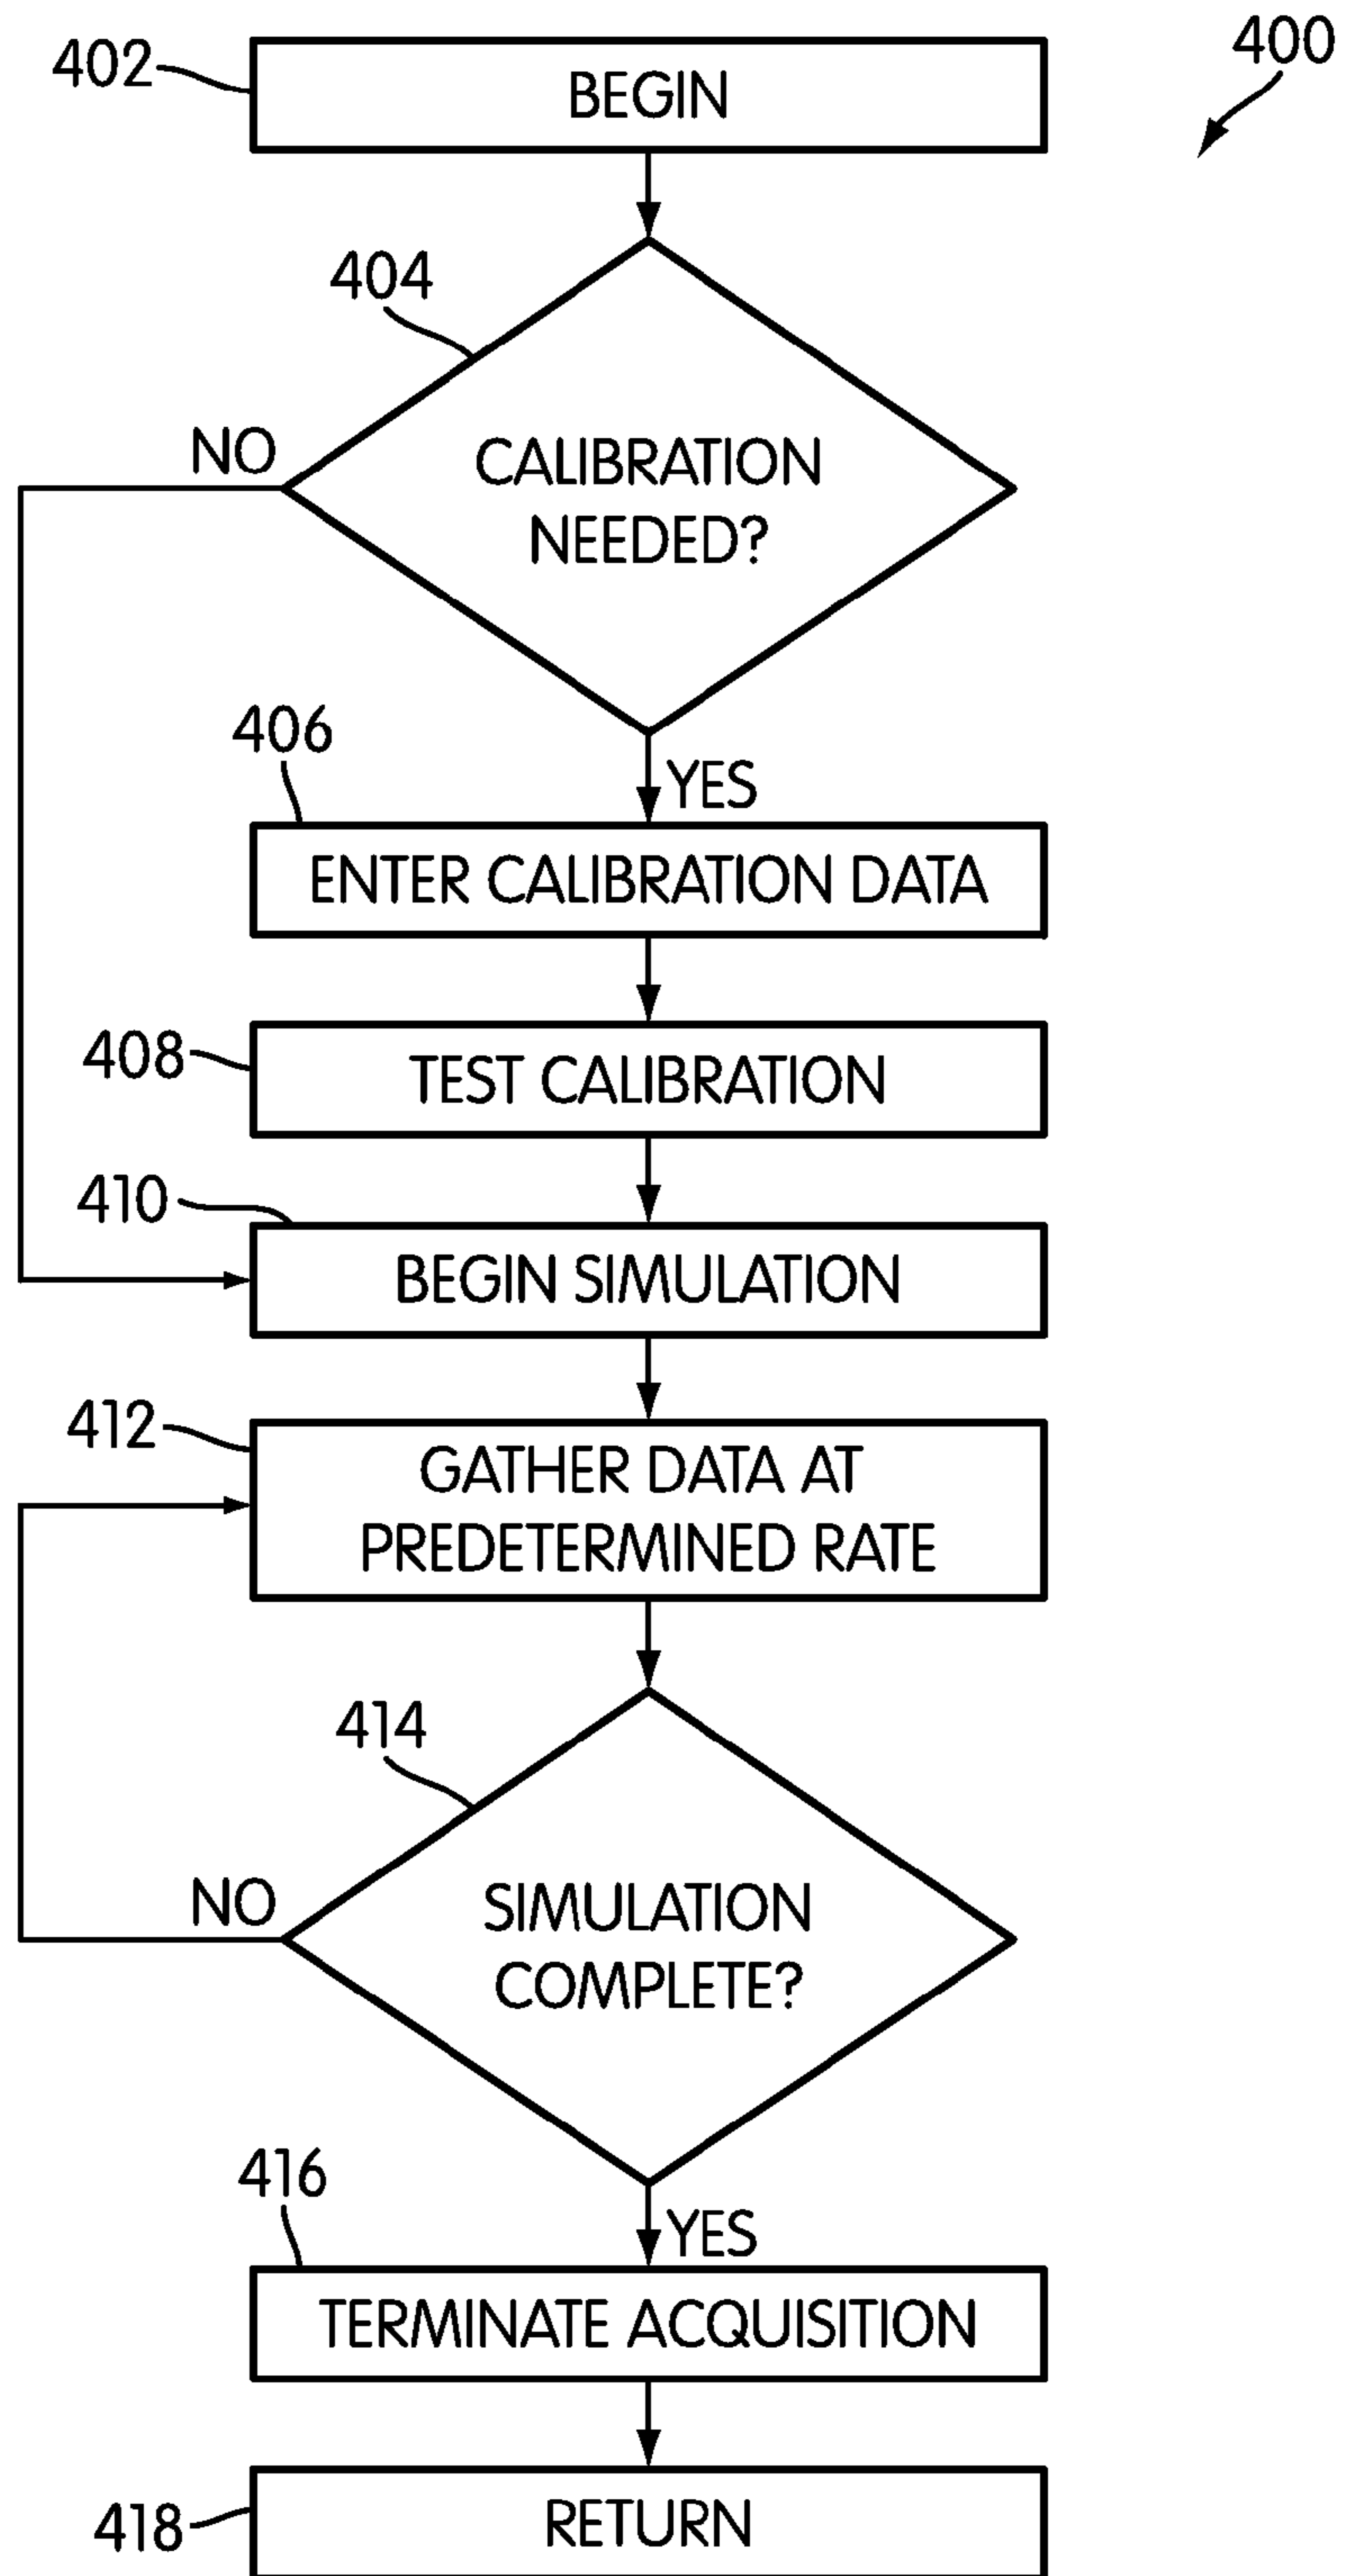 400
402
BEGIN
404
CALIBRATION
NEEDED?
NO
YES
406
ENTER CALIBRATION DATA
408
TEST CALIBRATION
410
BEGIN SIMULATION
412
GATHER DATA AT
PREDETERMINED RATE
414
SIMULATION
COMPLETE?
NO
YES
416
TERMINATE ACQUISITION
418
RETURN